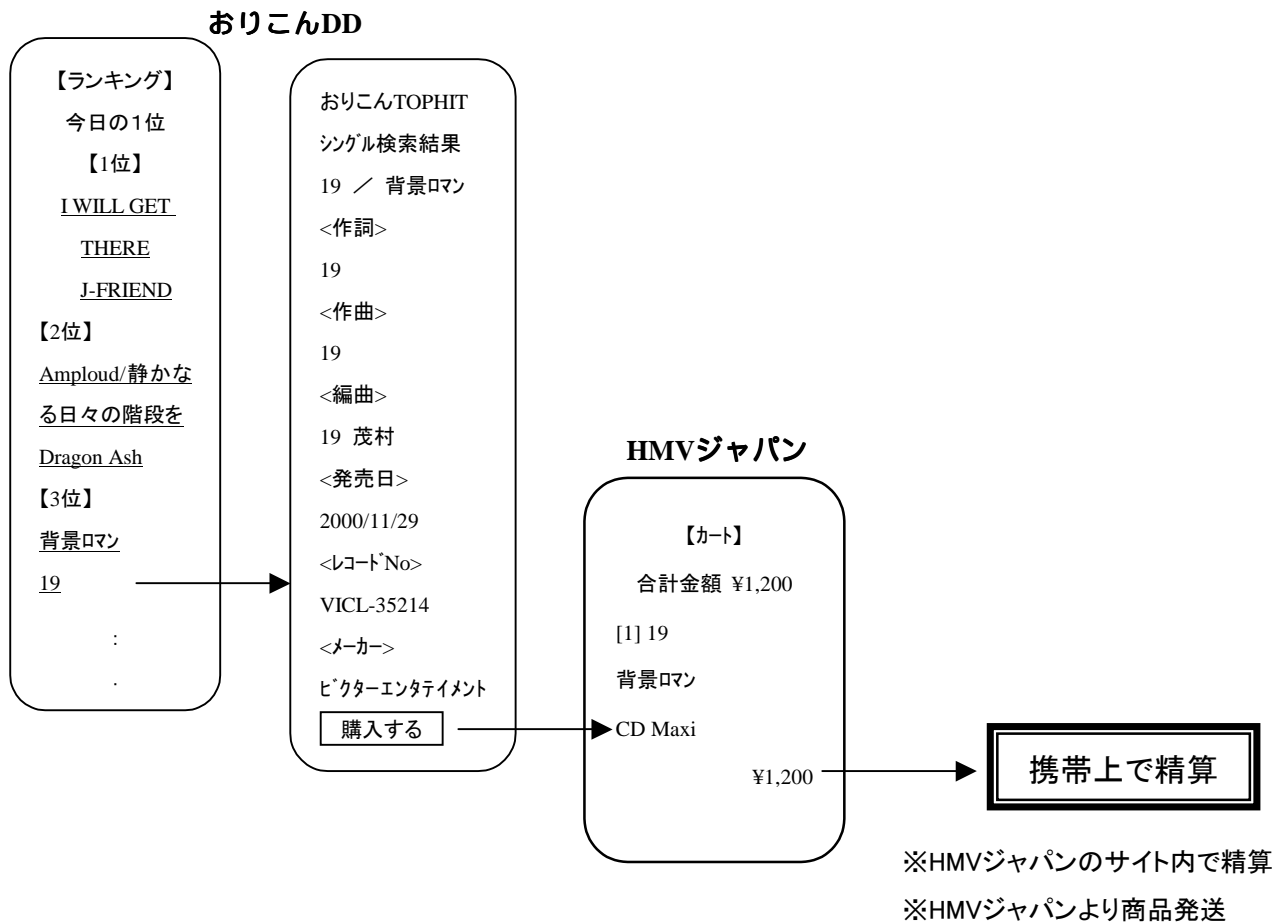 おりこんDD
【ランキング】
今日の1位
【1位】
I WILL GET
THERE
J-FRIEND
【2位】
Amploud/静かな
る日々の階段を
Dragon Ash
【3位】
背景ﾛﾏﾝ
19
:
.
おりこんTOPHIT
ｼﾝｸﾞﾙ検索結果
19 ／ 背景ﾛﾏﾝ
<作詞>
19
<作曲>
19
<編曲>
19 茂村
<発売日>
2000/11/29
<ﾚｺｰﾄﾞNo>
VICL-35214
<ﾒｰｶｰ>
ﾋﾞｸﾀｰｴﾝﾀﾃｲﾒﾝﾄ
購入する
HMVジャパン
【ｶｰﾄ】
合計金額 ¥1,200
[1] 19
背景ﾛﾏﾝ
CD Maxi
¥1,200
携帯上で精算
※HMVジャパンのサイト内で精算
※HMVジャパンより商品発送